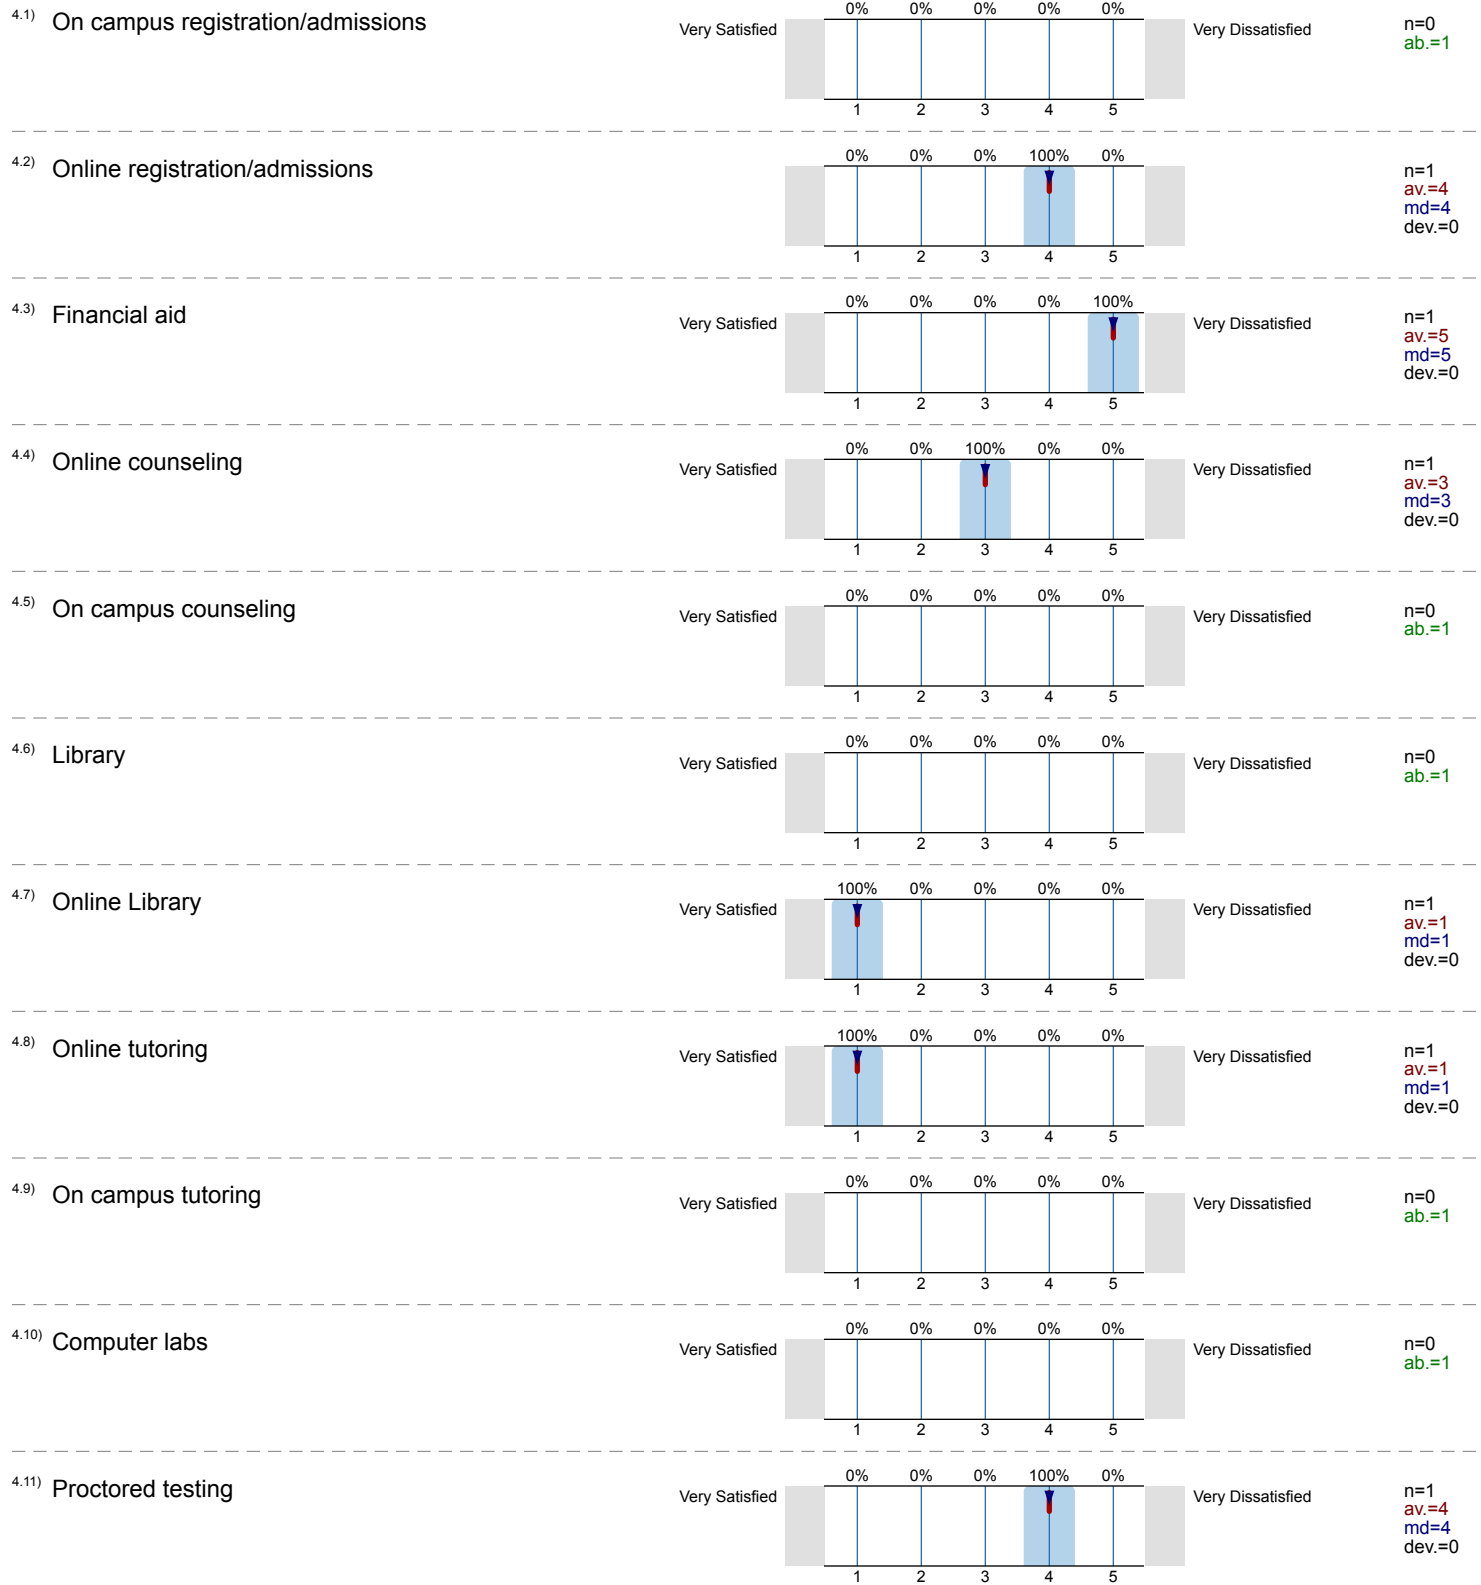 0% 0% 0% 0% 0%
4.1) On campus registration/admissions Very Satisfied Very Dissatisfied n=0
ab.=1
1 2 3 4 5
0% 0% 0% 100% 0%
4.2) Online registration/admissions n=1
av.=4
md=4
dev.=0
1 2 3 4 5
0% 0% 0% 0% 100%
4.3) Financial aid Very Satisfied Very Dissatisfied n=1
av.=5
md=5
dev.=0
1 2 3 4 5
0% 0% 100% 0% 0%
4.4) Online counseling Very Satisfied Very Dissatisfied n=1
av.=3
md=3
dev.=0
1 2 3 4 5
0% 0% 0% 0% 0%
4.5) On campus counseling Very Satisfied Very Dissatisfied n=0
ab.=1
1 2 3 4 5
0% 0% 0% 0% 0%
4.6) Library Very Satisfied Very Dissatisfied n=0
ab.=1
1 2 3 4 5
100% 0% 0% 0% 0%
4.7) Online Library Very Satisfied Very Dissatisfied n=1
av.=1
md=1
dev.=0
1 2 3 4 5
100% 0% 0% 0% 0%
4.8) Online tutoring Very Satisfied Very Dissatisfied n=1
av.=1
md=1
dev.=0
1 2 3 4 5
0% 0% 0% 0% 0%
4.9) On campus tutoring Very Satisfied Very Dissatisfied n=0
ab.=1
1 2 3 4 5
0% 0% 0% 0% 0%
4.10) Computer labs Very Satisfied Very Dissatisfied n=0
ab.=1
1 2 3 4 5
0% 0% 0% 100% 0%
4.11) Proctored testing Very Satisfied Very Dissatisfied n=1
av.=4
md=4
dev.=0
1 2 3 4 5